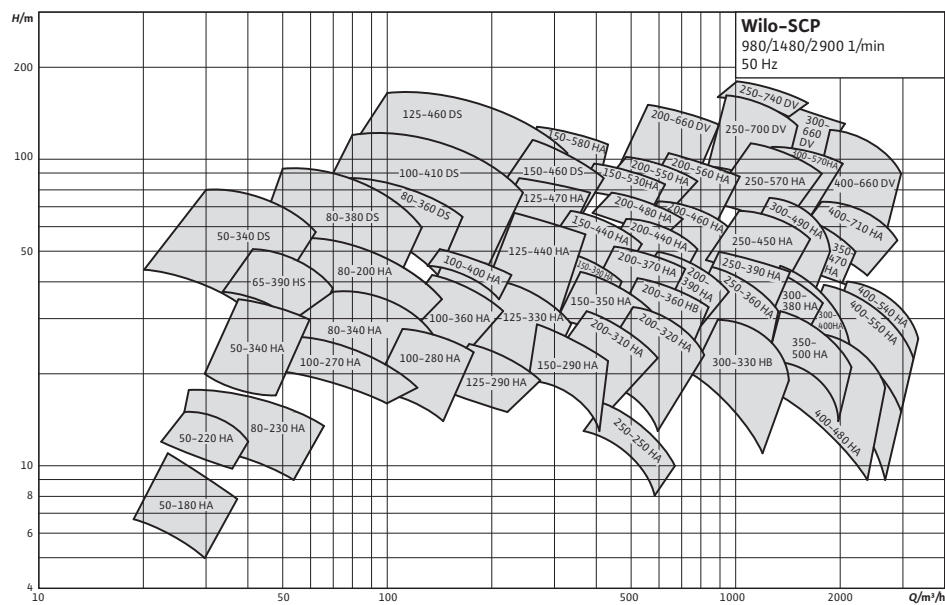 H/m
Wilo-SCP
980/1480/2900 1/min
50 Hz
200
100
50
10
8
6
4
10
50
100
200
500
1000
2000
Q/m³/h
125-460 DS
150-580 HA
200-660 DV
250-740 DV
250-700 DV
300-
660
DV
300-570HA
400-660 DV
100-410 DS
150-460 DS
150-530HA
200-550 HA
200-560 HA
250-570 HA
80-380 DS
80-360 DS
125-470 HA
200-480 HA
200-460 HA
300-490 HA
400-710 HA
50-340 DS
125-440 HA
150-440 HA
200-440 HA
250-450 HA
350-
470
HA
65-390 HS
80-200 HA
100-400 HA
150-390 HA
200-370 HA
200-
390 HA
250-390 HA
250-360 HA
300-
380 HA
400-540 HA
400-550 HA
100-360 HA
125-330 HA
150-350 HA
200-360 HB
300-
400HA
50-340 HA
80-340 HA
100-270 HA
100-280 HA
125-290 HA
150-290 HA
200-310 HA
200-320 HA
300-330 HB
350-
500 HA
50-220 HA
80-230 HA
250-250 HA
400-480 HA
50-180 HA